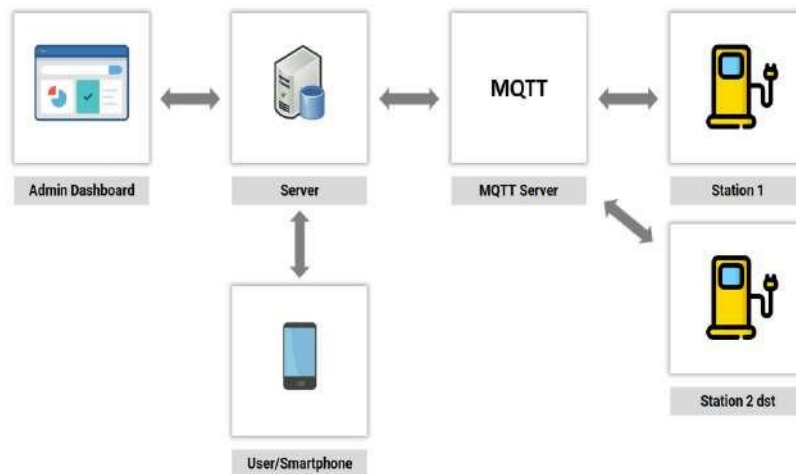 MQTT
Admin Dashboard
Server
MQTT Server
Station 1
Station 2 dst
User/Smartphone